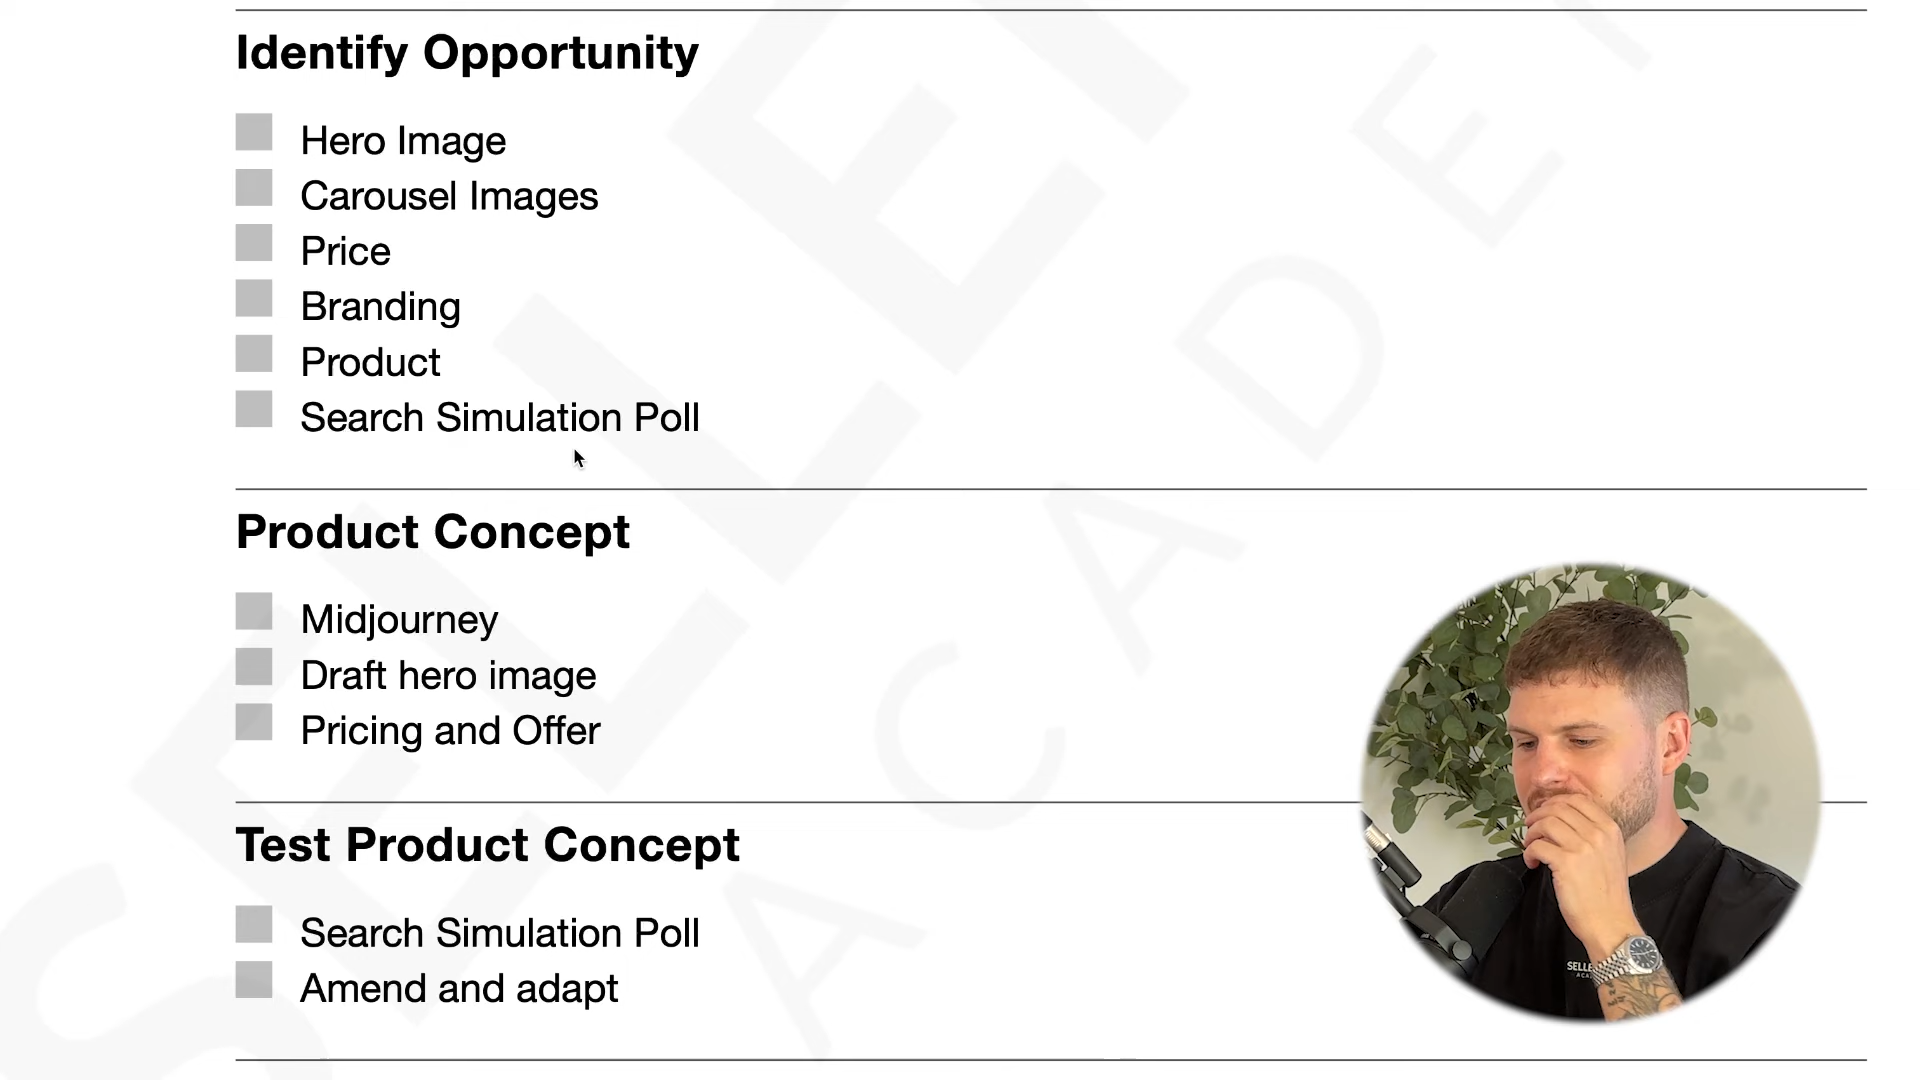 Identify Opportunity
Hero Image
Carousel Images
Price
Branding
Product
Search Simulation Poll
Product Concept
Midjourney
Draft hero image
Pricing and Offer
Test Product Concept
Search Simulation Poll
Amend and adapt